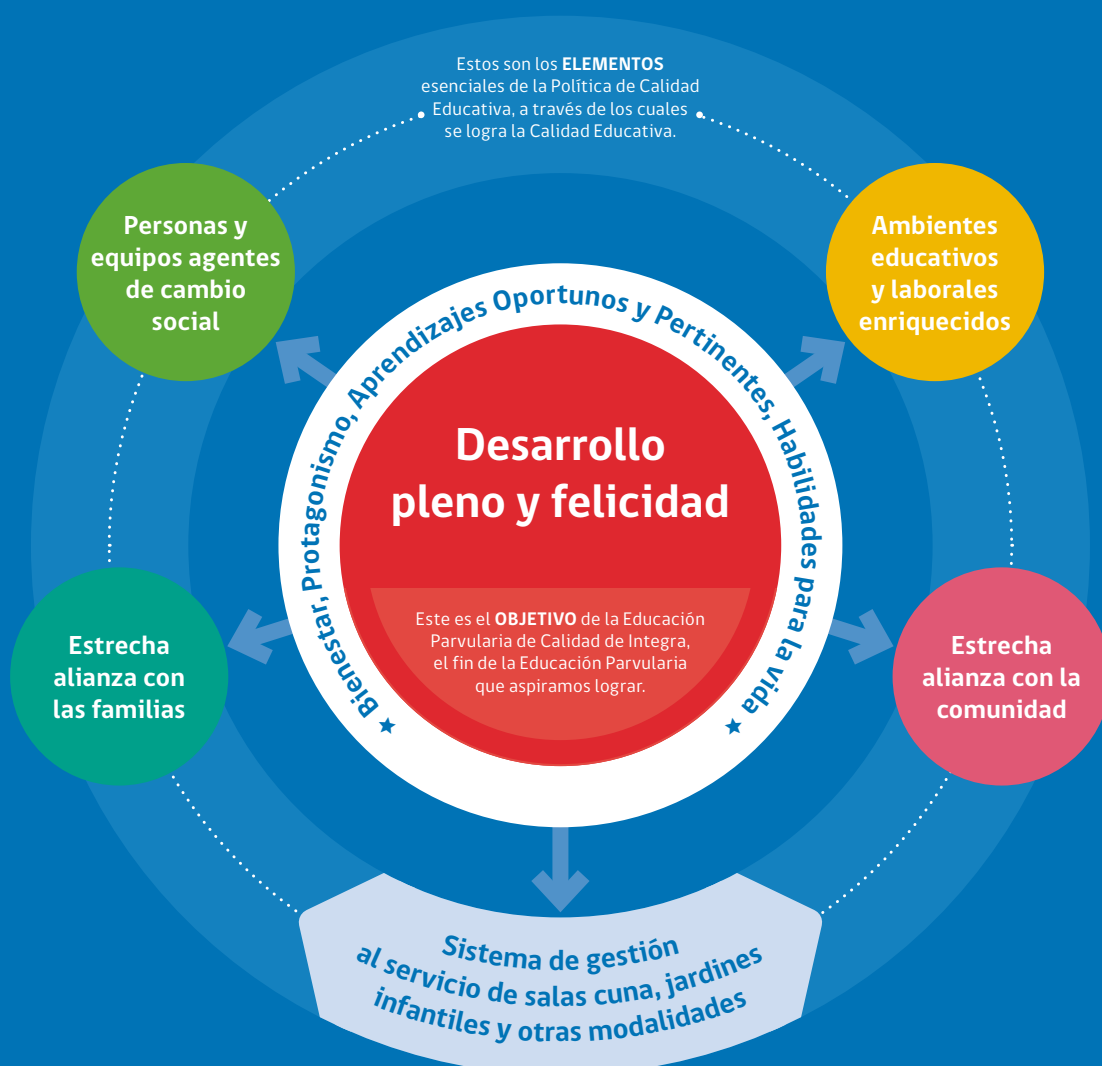 Estos son los ELEMENTOS
esenciales de la Política de Calidad
Educativa, a través de los cuales
se logra la Calidad Educativa.
Personas y
equipos agentes
de cambio
social
Ambientes
educativos
y laborales
enriquecidos
Bienestar, Protagonismo, Aprendizajes Oportunos y Pertinentes, Habilidades para la vida
Desarrollo
pleno y felicidad
Este es el OBJETIVO de la Educación
Parvularia de Calidad de Integra,
el fin de la Educación Parvularia
que aspiramos lograr.
Estrecha
alianza con
las familias
Estrecha
alianza con la
comunidad
Sistema de gestión
al servicio de salas cuna, jardines
infantiles y otras modalidades